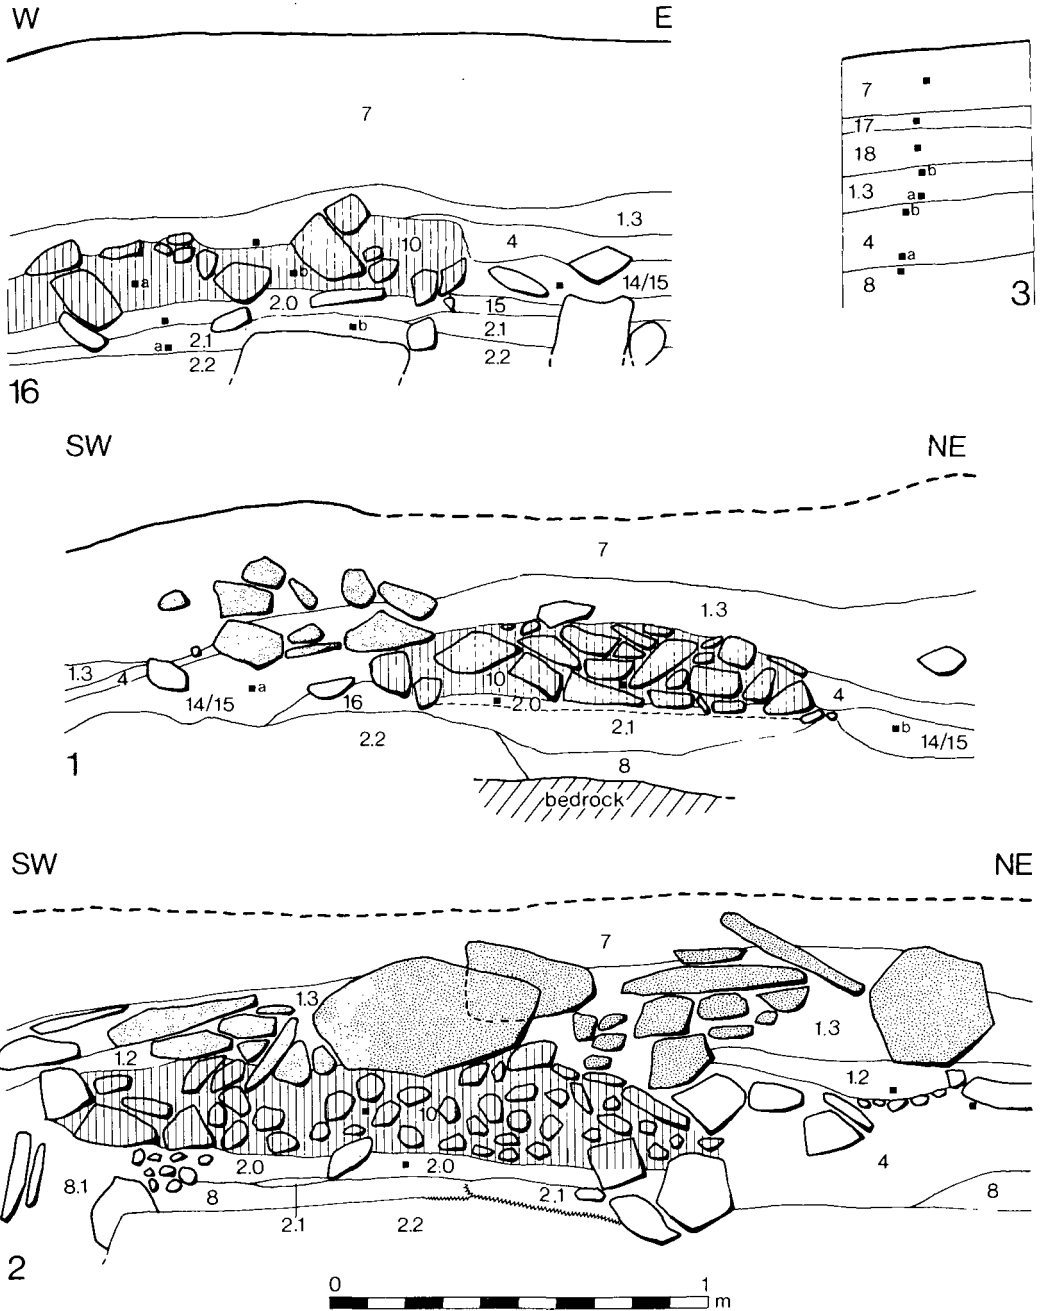 W E
7
7
17
18
b
1.3 a
b
4 a
8
3
1.3
10 4
a b
14/15
2.0 15
2.1 b 2.1
a 2.2 2.2
16
SW NE
7
1.3
1.3 4
10
a
14/15 16 2.0 4
2.2 2.1 b 14/15
1 8
bedrock
SW NE
7
1.3 1.3
1.2 1.2
10
4
2.0 2.0
8.1 8 2.1 8
2.1 2.2
2
0 1
m